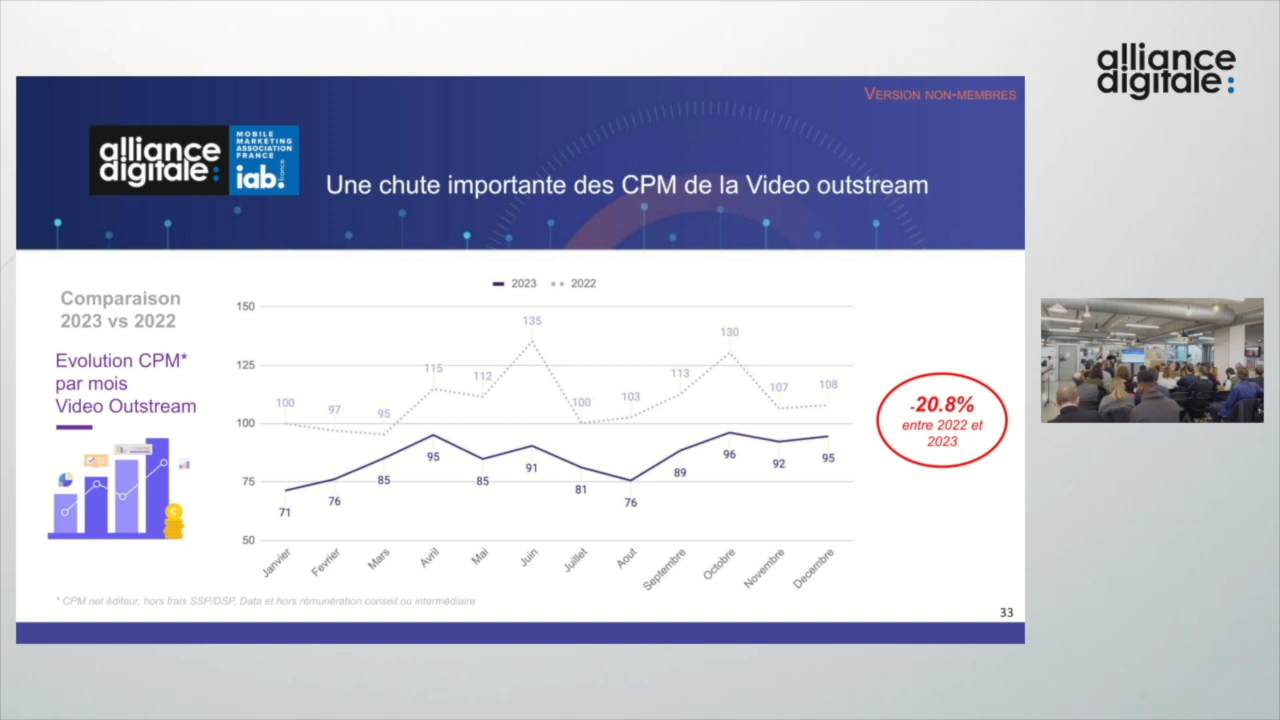 alliance
digitale:
VERSION NON-MEMBRES
alliance
digitale:
MOBILE
MARKETING
ASSOCIATION
FRANCE
iab.
france
Une chute importante des CPM de la Video outstream
Comparaison
2023 vs 2022
Evolution CPM*
par mois
Video Outstream
2023
2022
150
125
100
75
50
100
97
95
115
112
135
100
103
113
130
107
108
71
76
85
95
85
91
81
76
89
96
92
95
Janvier
Fevrier
Mars
Avril
Mai
Juin
Juillet
Aout
Septembre
Octobre
Novembre
Decembre
-20.8%
entre 2022 et
2023
* CPM net éditeur, hors frais SSP/DSP, Data et hors rémunération conseil ou intermédiaire
33